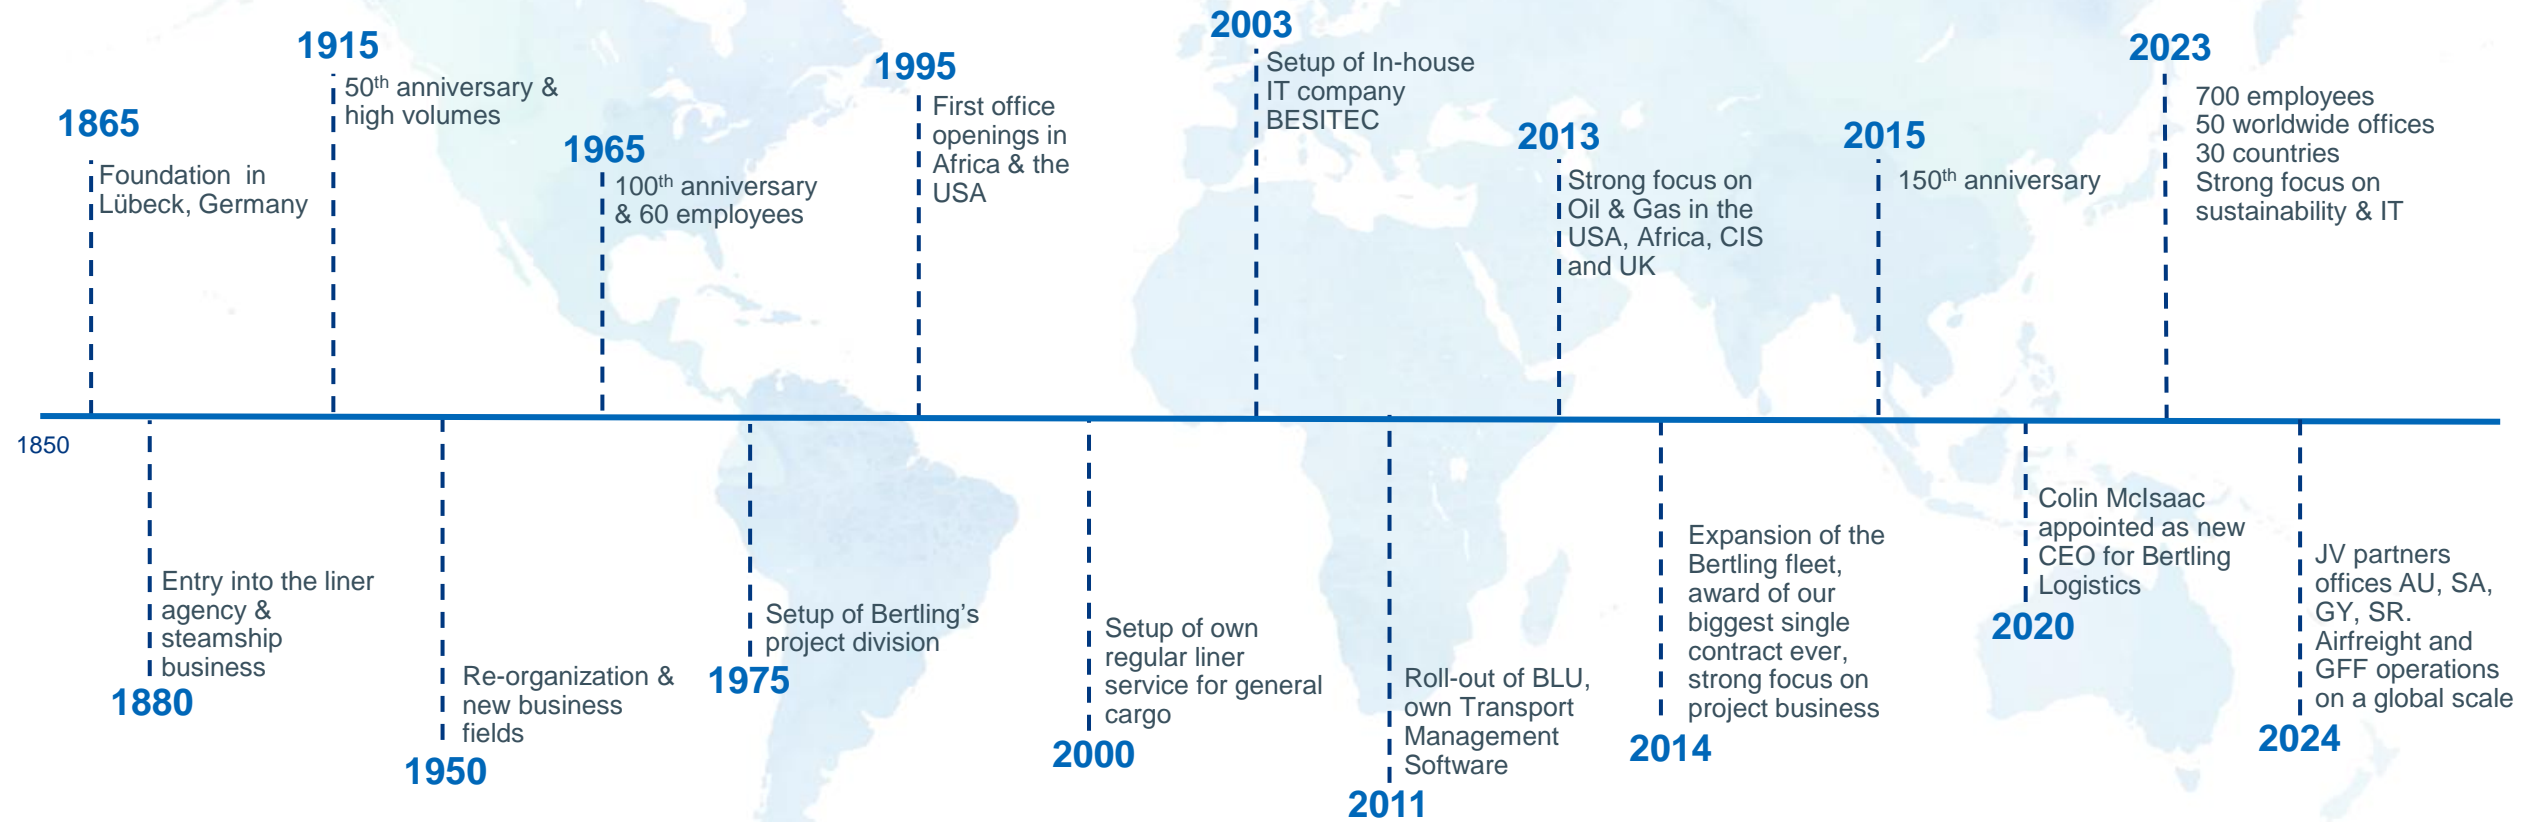 1865
Foundation in
Lübeck, Germany
1915
50th anniversary &
high volumes
1965
100th anniversary
& 60 employees
1995
First office
openings in
Africa & the
USA
2003
Setup of In-house
IT company
BESITEC
2013
Strong focus on
Oil & Gas in the
USA, Africa, CIS
and UK
2015
150th anniversary
2023
700 employees
50 worldwide offices
30 countries
Strong focus on
sustainability & IT
1850
Entry into the liner
agency &
steamship
business
1880
Re-organization &
new business
fields
1950
Setup of Bertling’s
project division
1975
Setup of own
regular liner
service for general
cargo
2000
Roll-out of BLU,
own Transport
Management
Software
2011
Expansion of the
Bertling fleet,
award of our
biggest single
contract ever,
strong focus on
project business
2014
Colin McIsaac
appointed as new
CEO for Bertling
Logistics
2020
JV partners
offices AU, SA,
GY, SR.
Airfreight and
GFF operations
on a global scale
2024